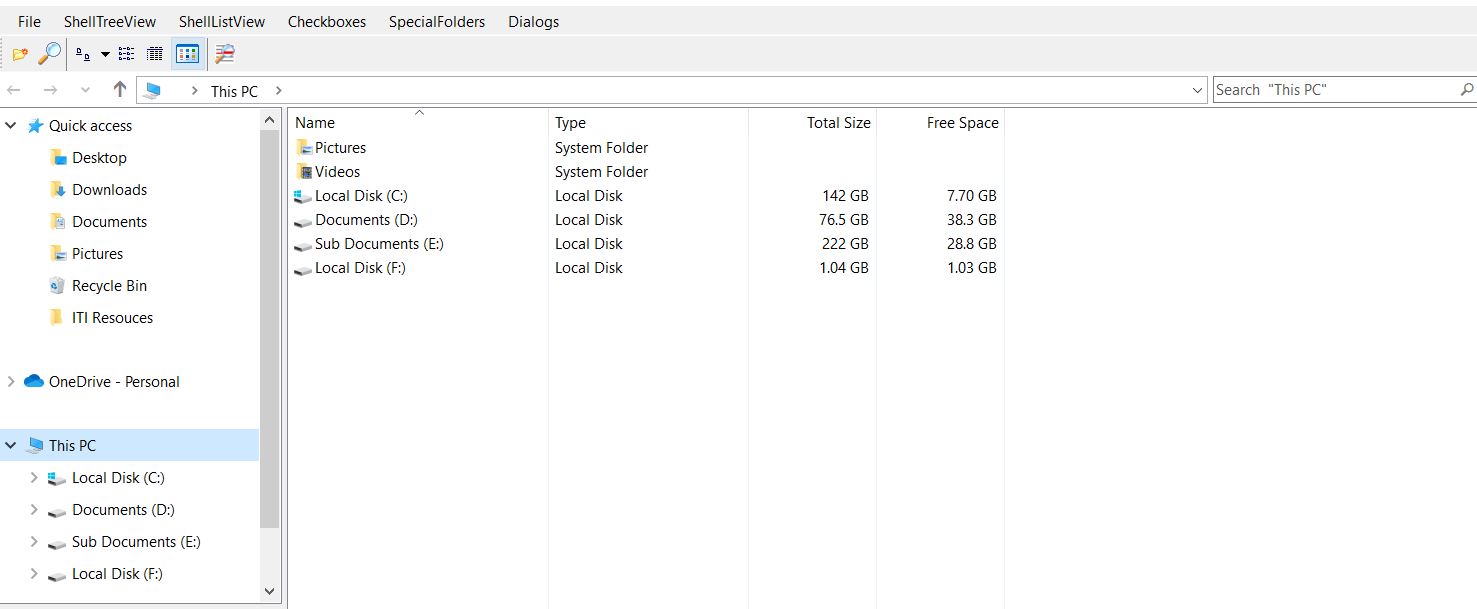 File ShellTreeView ShellListView Checkboxes SpecialFolders Dialogs
This PC
Search "This PC"
Quick access
Desktop
Downloads
Documents
Pictures
Recycle Bin
ITI Resouces
OneDrive - Personal
This PC
Local Disk (C:)
Documents (D:)
Sub Documents (E:)
Local Disk (F:)
Name Type Total Size Free Space
Pictures System Folder
Videos System Folder
Local Disk (C:) Local Disk 142 GB 7.70 GB
Documents (D:) Local Disk 76.5 GB 38.3 GB
Sub Documents (E:) Local Disk 222 GB 28.8 GB
Local Disk (F:) Local Disk 1.04 GB 1.03 GB